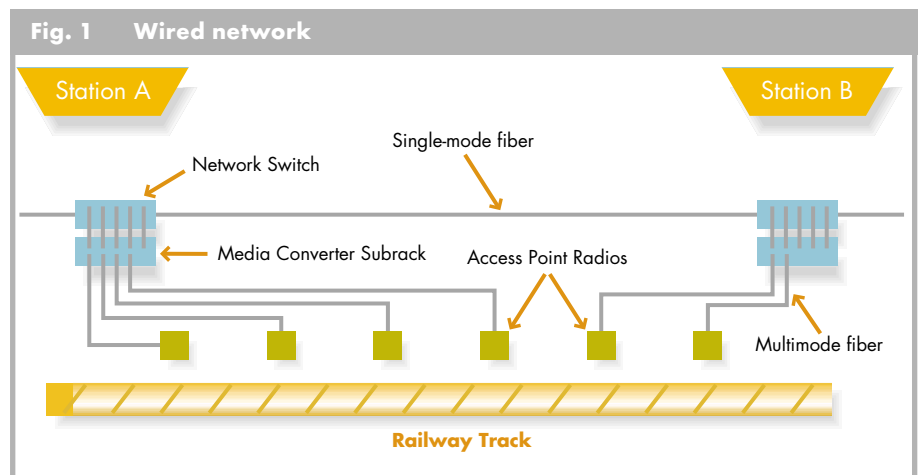 Fig. 1 Wired network
Station A
Station B
Single-mode fiber
Network Switch
Media Converter Subrack
Access Point Radios
Multimode fiber
Railway Track